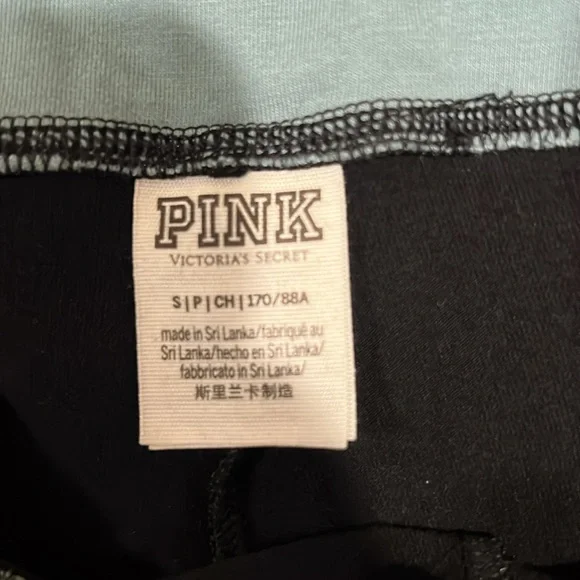 PINK
VICTORIA'S SECRET
S|P|CH|170/88A
made in Sri Lanka/fabriqué au
Sri Lanka/hecho en Sri Lanka/
fabbricato in Sri Lanka/
斯里兰卡制造